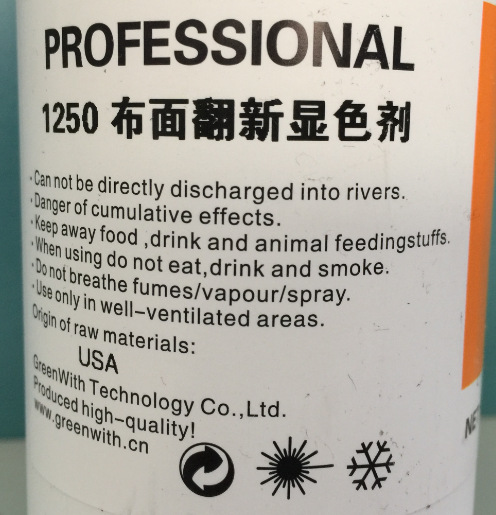 PROFESSIONAL
1250 布面翻新显色剂
·Can not be directly discharged into rivers.
·Danger of cumulative effects.
·Keep away food ,drink and animal feedingstuffs.
·When using do not eat,drink and smoke.
·Do not breathe fumes/vapour/spray.
·Use only in well-ventilated areas.
Origin of raw materials:
USA
GreenWith Technology Co.,Ltd.
Produced high-quality!
www.greenwith.cn